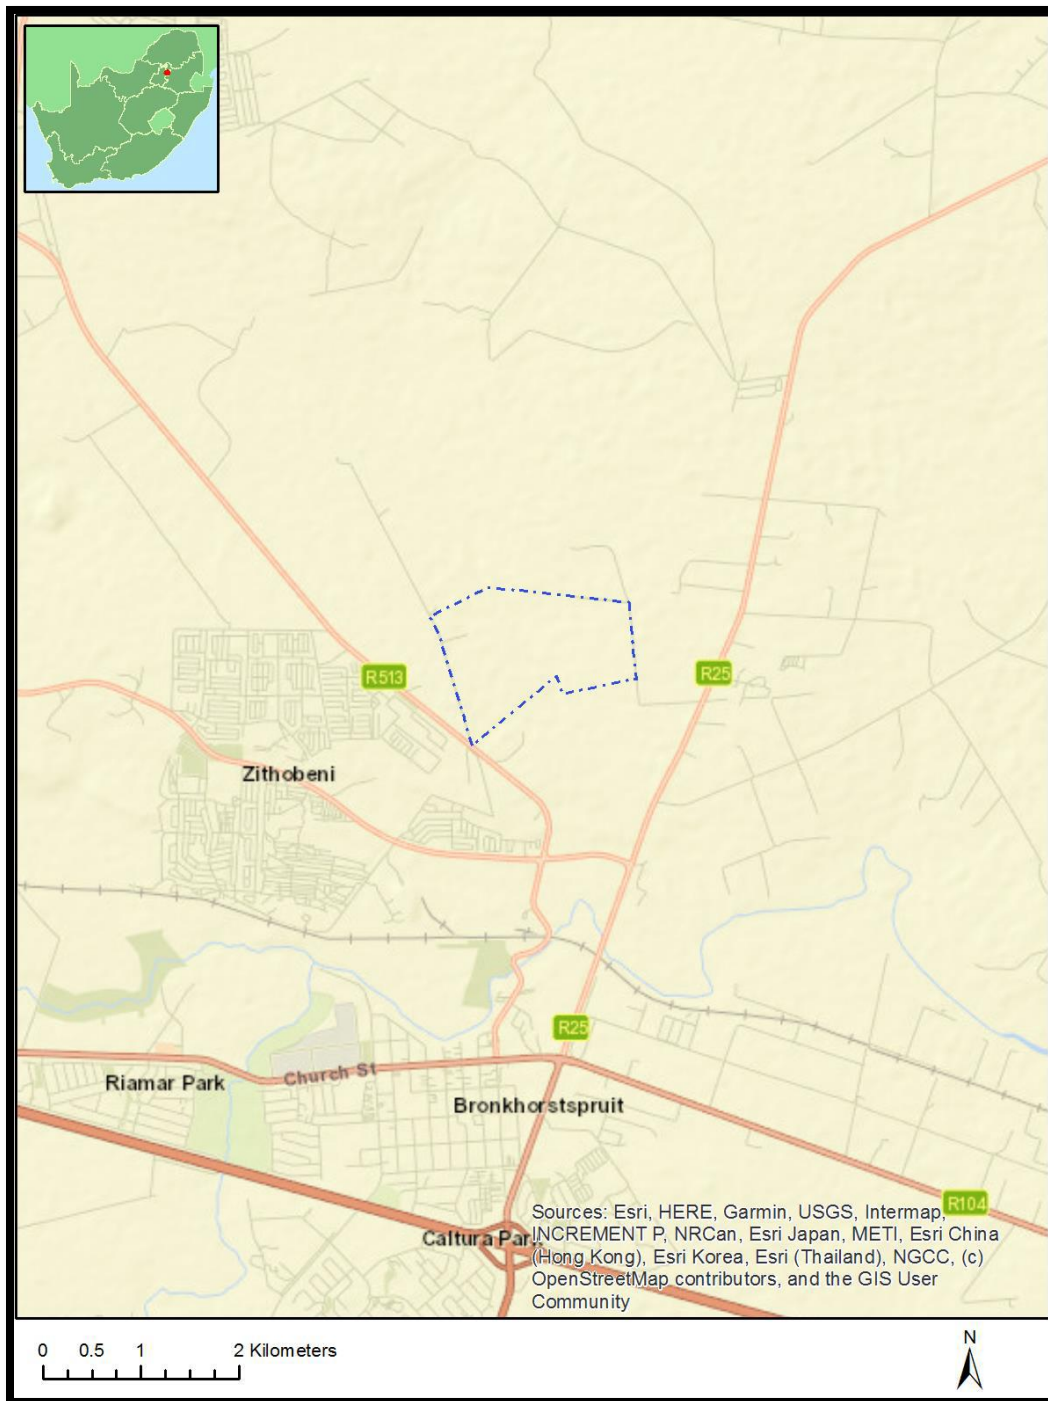 R513
R25
Zithobeni
R25
Church St
Riamar Park
Bronkhorstspruit
R104
Caltura Park
Sources: Esri, HERE, Garmin, USGS, Intermap,
INCREMENT P, NRCan, Esri Japan, METI, Esri China
(Hong Kong), Esri Korea, Esri (Thailand), NGCC, (c)
OpenStreetMap contributors, and the GIS User
Community
0 0.5 1 2 Kilometers
N